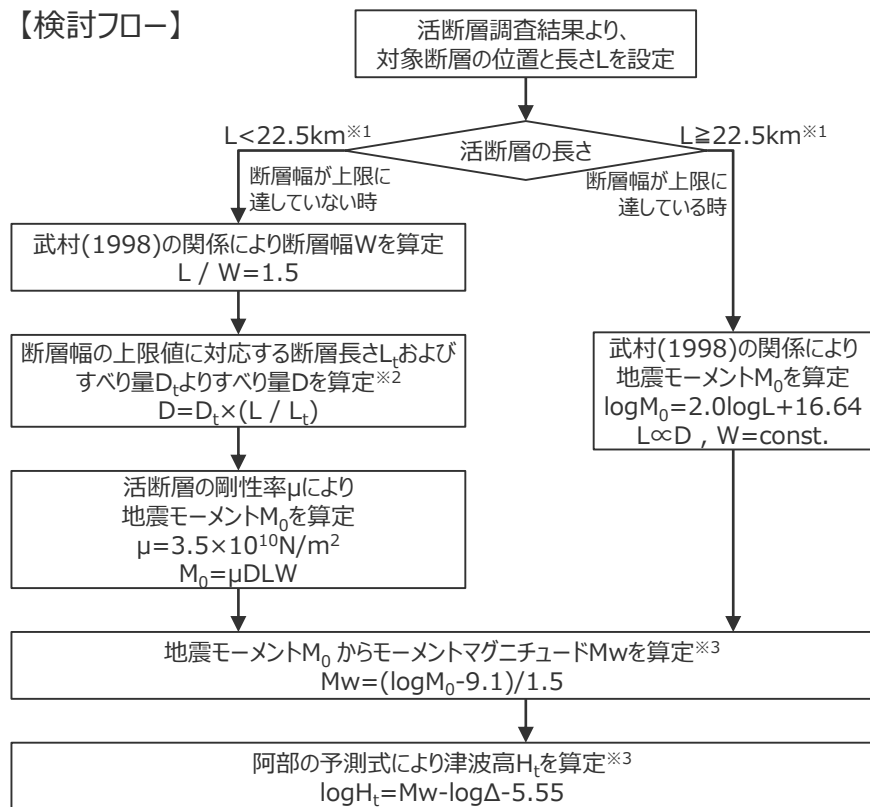 【検討フロー】
活断層調査結果より、
対象断層の位置と長さLを設定
L<22.5km※1
活断層の長さ
L≧22.5km※1
断層幅が上限に
達していない時
断層幅が上限に
達している時
武村(1998)の関係により断層幅Wを算定
L / W=1.5
断層幅の上限値に対応する断層長さLtおよび
すべり量Dtよりすべり量Dを算定※2
D=Dt×(L / Lt)
武村(1998)の関係により
地震モーメントM0を算定
logM0=2.0logL+16.64
L∝D , W=const.
活断層の剛性率μにより
地震モーメントM0を算定
μ=3.5×10¹⁰N/m²
M0=μDLW
地震モーメントM0 からモーメントマグニチュードMwを算定※3
Mw=(logM0-9.1)/1.5
阿部の予測式により津波高Htを算定※3
logHt=Mw-logΔ-5.55